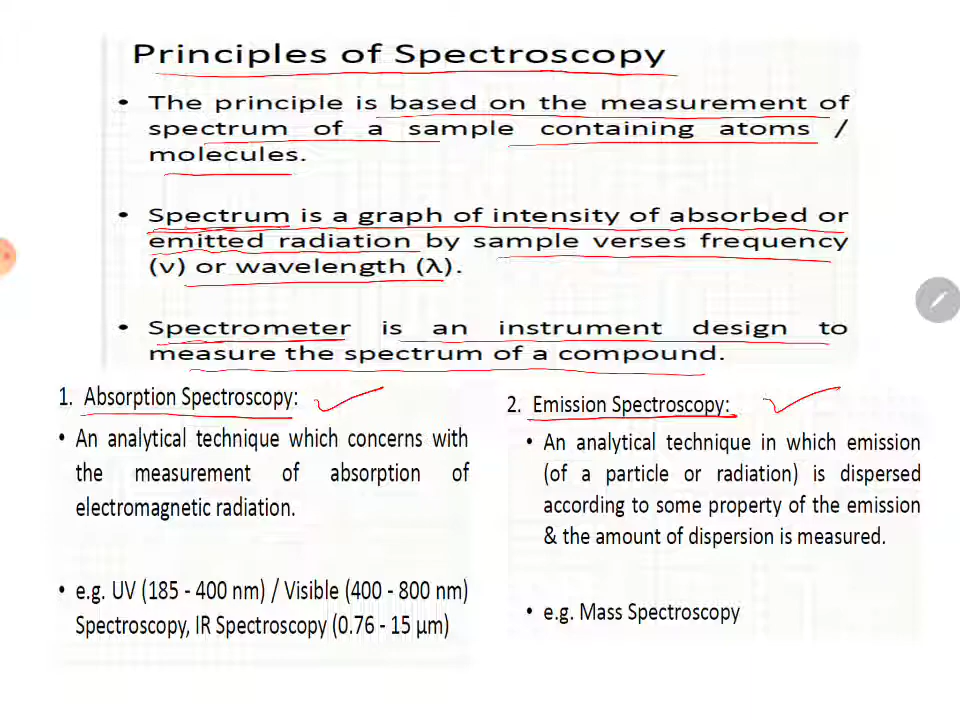 Principles of Spectroscopy
• The principle is based on the measurement of
spectrum of a sample containing atoms /
molecules.
• Spectrum is a graph of intensity of absorbed or
emitted radiation by sample verses frequency
(ν) or wavelength (λ).
• Spectrometer is an instrument design to
measure the spectrum of a compound.
1. Absorption Spectroscopy:
• An analytical technique which concerns with
the measurement of absorption of
electromagnetic radiation.
• e.g. UV (185 - 400 nm) / Visible (400 - 800 nm)
Spectroscopy, IR Spectroscopy (0.76 - 15 µm)
2. Emission Spectroscopy:
• An analytical technique in which emission
(of a particle or radiation) is dispersed
according to some property of the emission
& the amount of dispersion is measured.
• e.g. Mass Spectroscopy